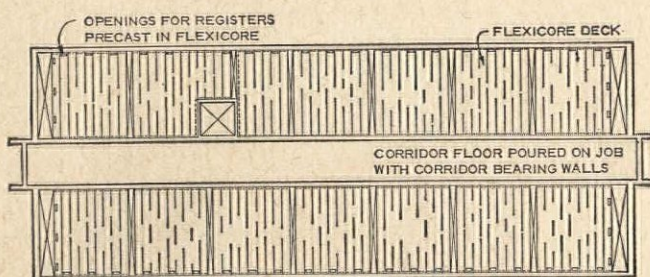 OPENINGS FOR REGISTERS
PRECAST IN FLEXICORE
FLEXICORE DECK
CORRIDOR FLOOR POURED ON JOB
WITH CORRIDOR BEARING WALLS